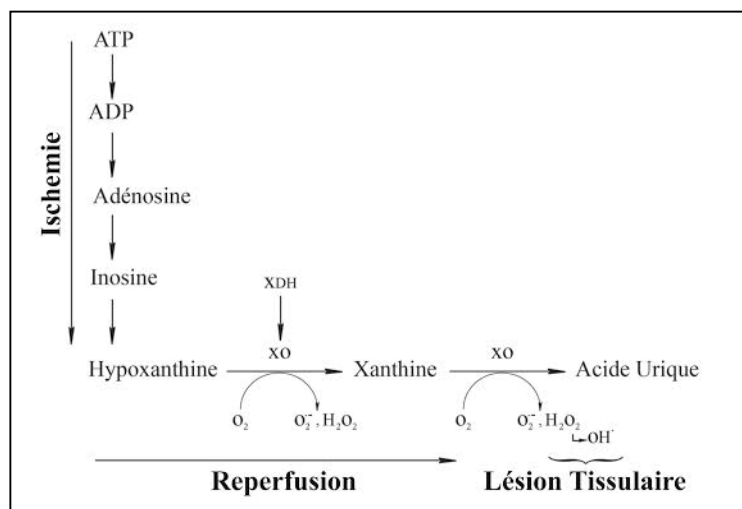 ATP
ADP
Ischemie
Adénosine
Inosine
XDH
XO
XO
Hypoxanthine
Xanthine
Acide Urique
O₂
O₂⁻, H₂O₂
O₂
O₂⁻, H₂O₂
OH·
Reperfusion
Lésion Tissulaire